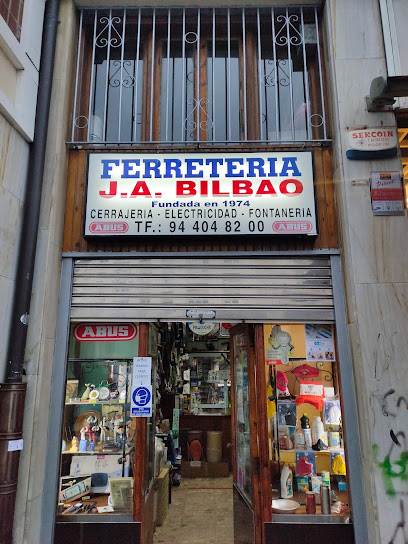 FERRETERIA
J.A. BILBAO
Fundada en 1974
CERRAJERIA - ELECTRICIDAD - FONTANERIA
ABUS TF.: 94 404 82 00 ABUS
SEKCOIN
ABUS